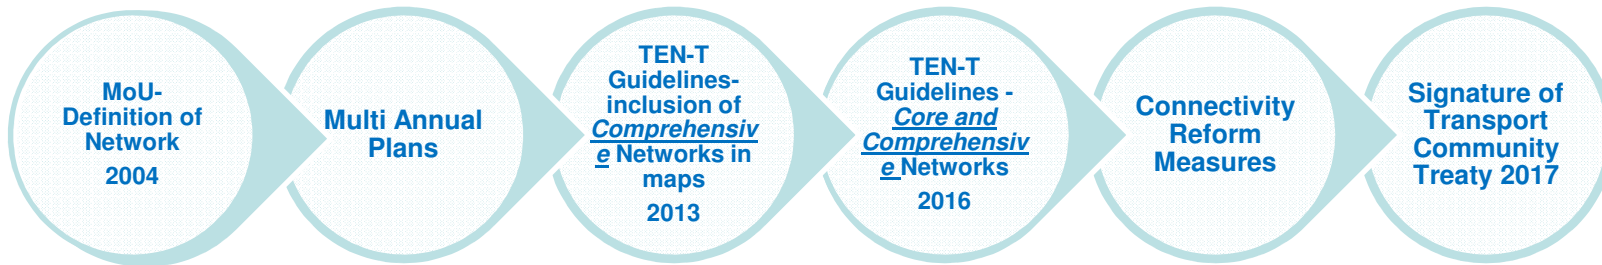 MoU-
Definition of
Network
2004
Multi Annual
Plans
TEN-T
Guidelines-
inclusion of
Comprehensiv
e Networks in
maps
2013
TEN-T
Guidelines -
Core and
Comprehensiv
e Networks
2016
Connectivity
Reform
Measures
Signature of
Transport
Community
Treaty 2017